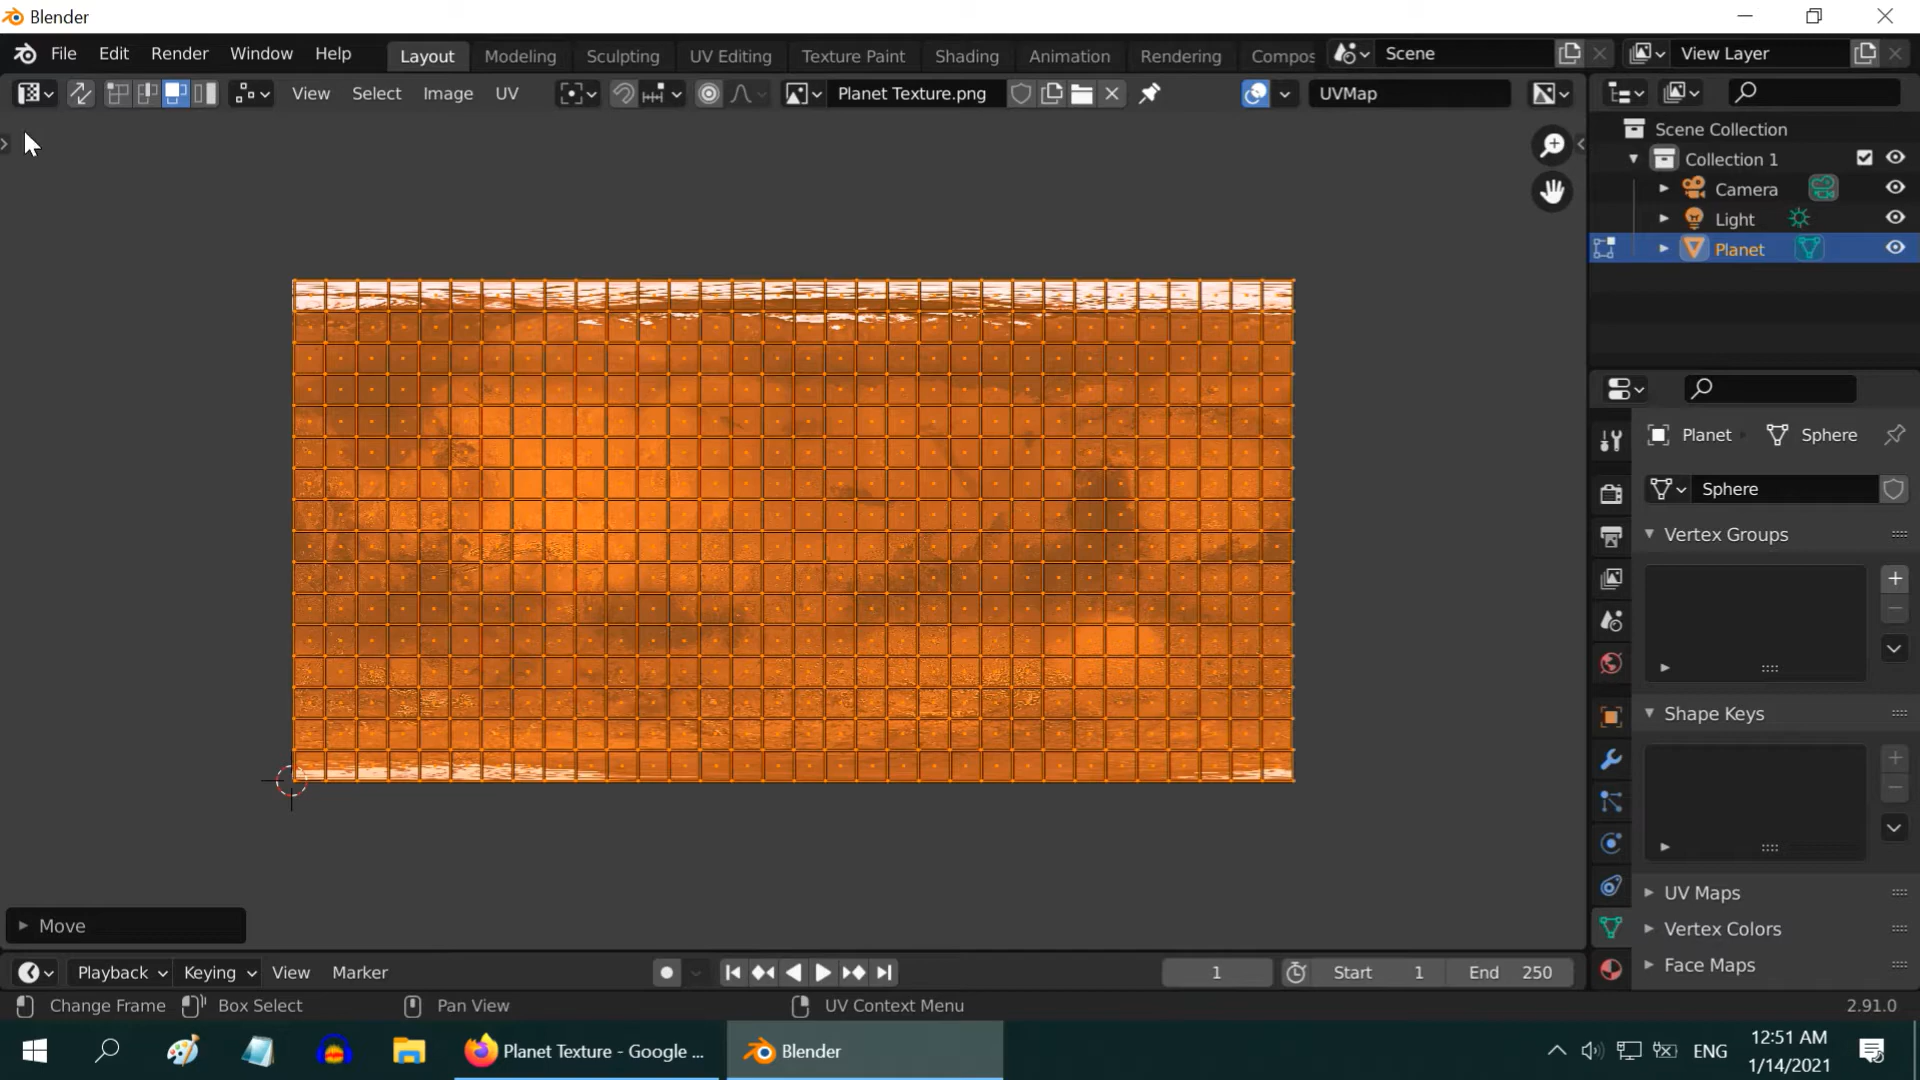 Blender
File Edit Render Window Help Layout Modeling Sculpting UV Editing Texture Paint Shading Animation Rendering Compos Scene View Layer
View Select Image UV Planet Texture.png UVMap
Scene Collection
Collection 1
Camera
Light
Planet
Planet Sphere
Sphere
Vertex Groups
Shape Keys
UV Maps
Move
Vertex Colors
Face Maps
Playback Keying View Marker 1 Start 1 End 250
Change Frame Box Select Pan View UV Context Menu 2.91.0
Planet Texture - Google ... Blender ENG 12:51 AM
1/14/2021